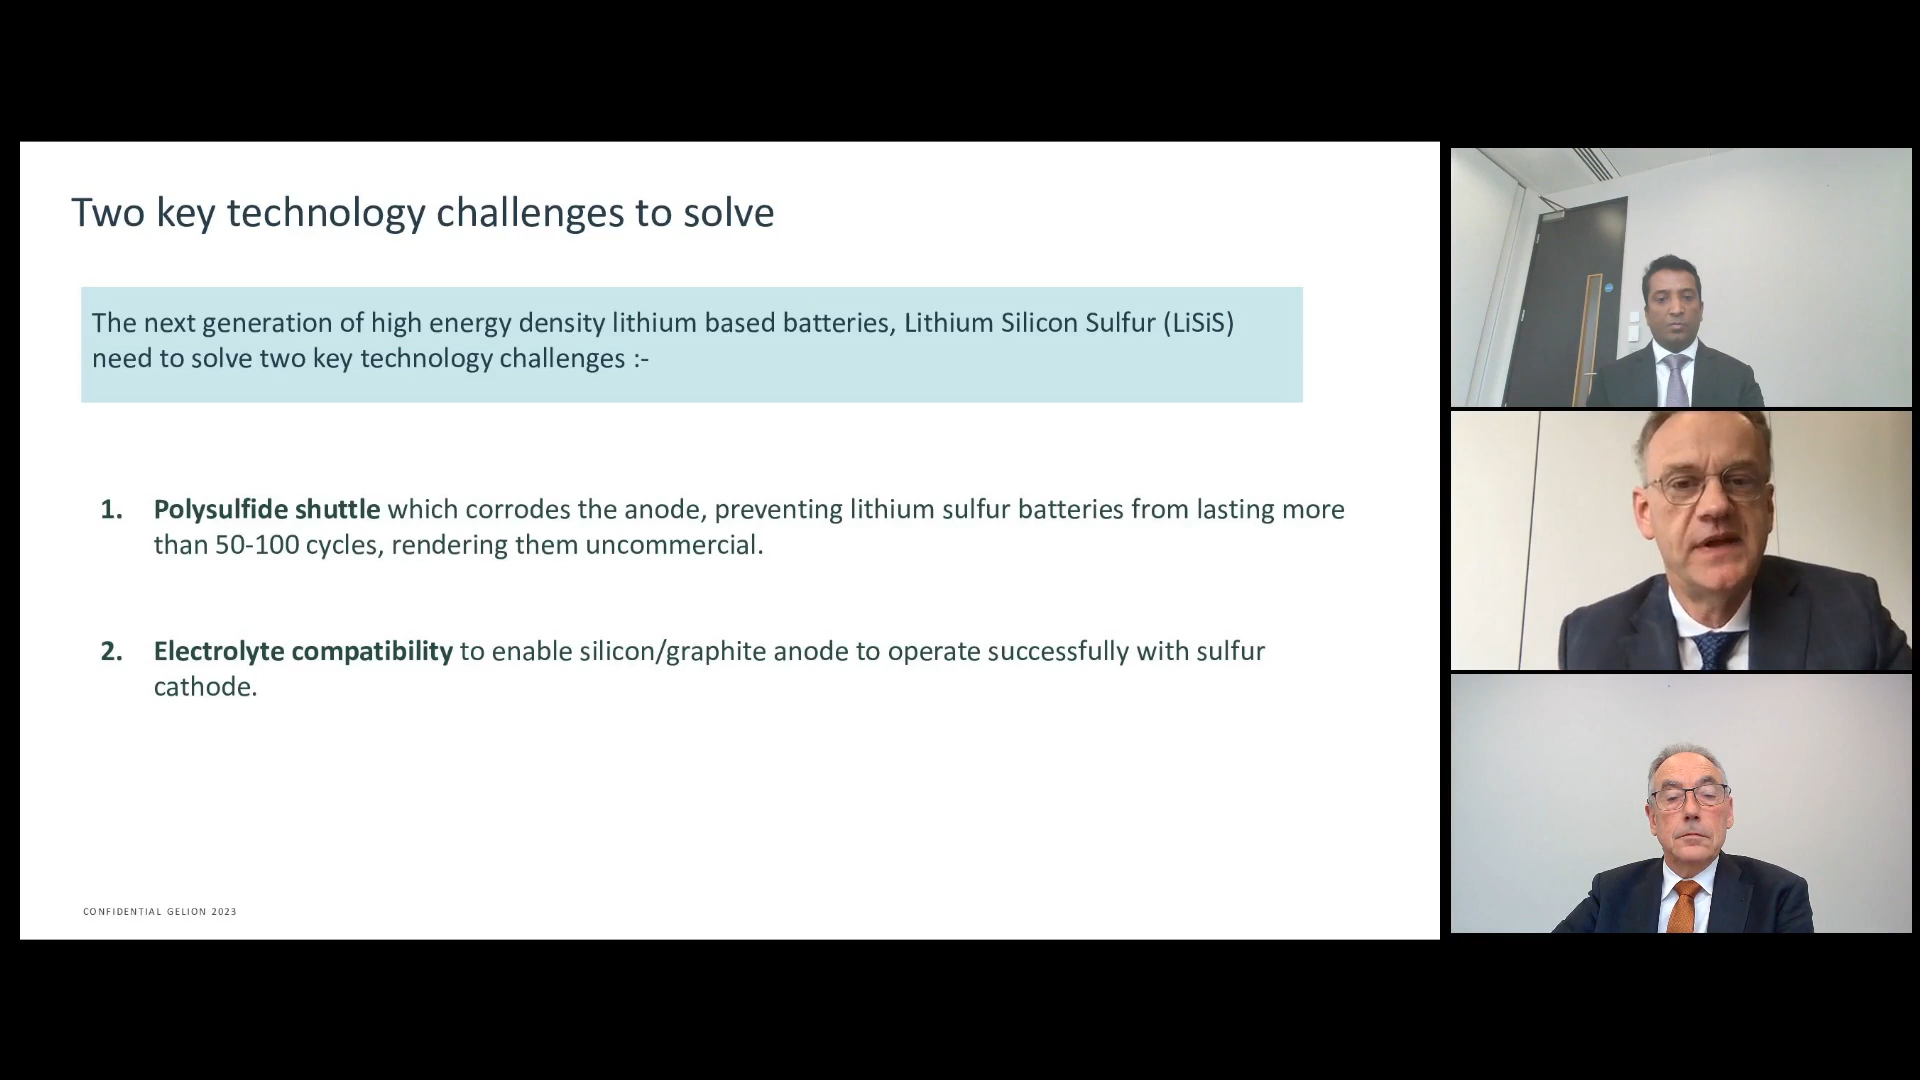 Two key technology challenges to solve
The next generation of high energy density lithium based batteries, Lithium Silicon Sulfur (LiSiS)
need to solve two key technology challenges :-
1. Polysulfide shuttle which corrodes the anode, preventing lithium sulfur batteries from lasting more
than 50-100 cycles, rendering them uncommercial.
2. Electrolyte compatibility to enable silicon/graphite anode to operate successfully with sulfur
cathode.
CONFIDENTIAL GELION 2023